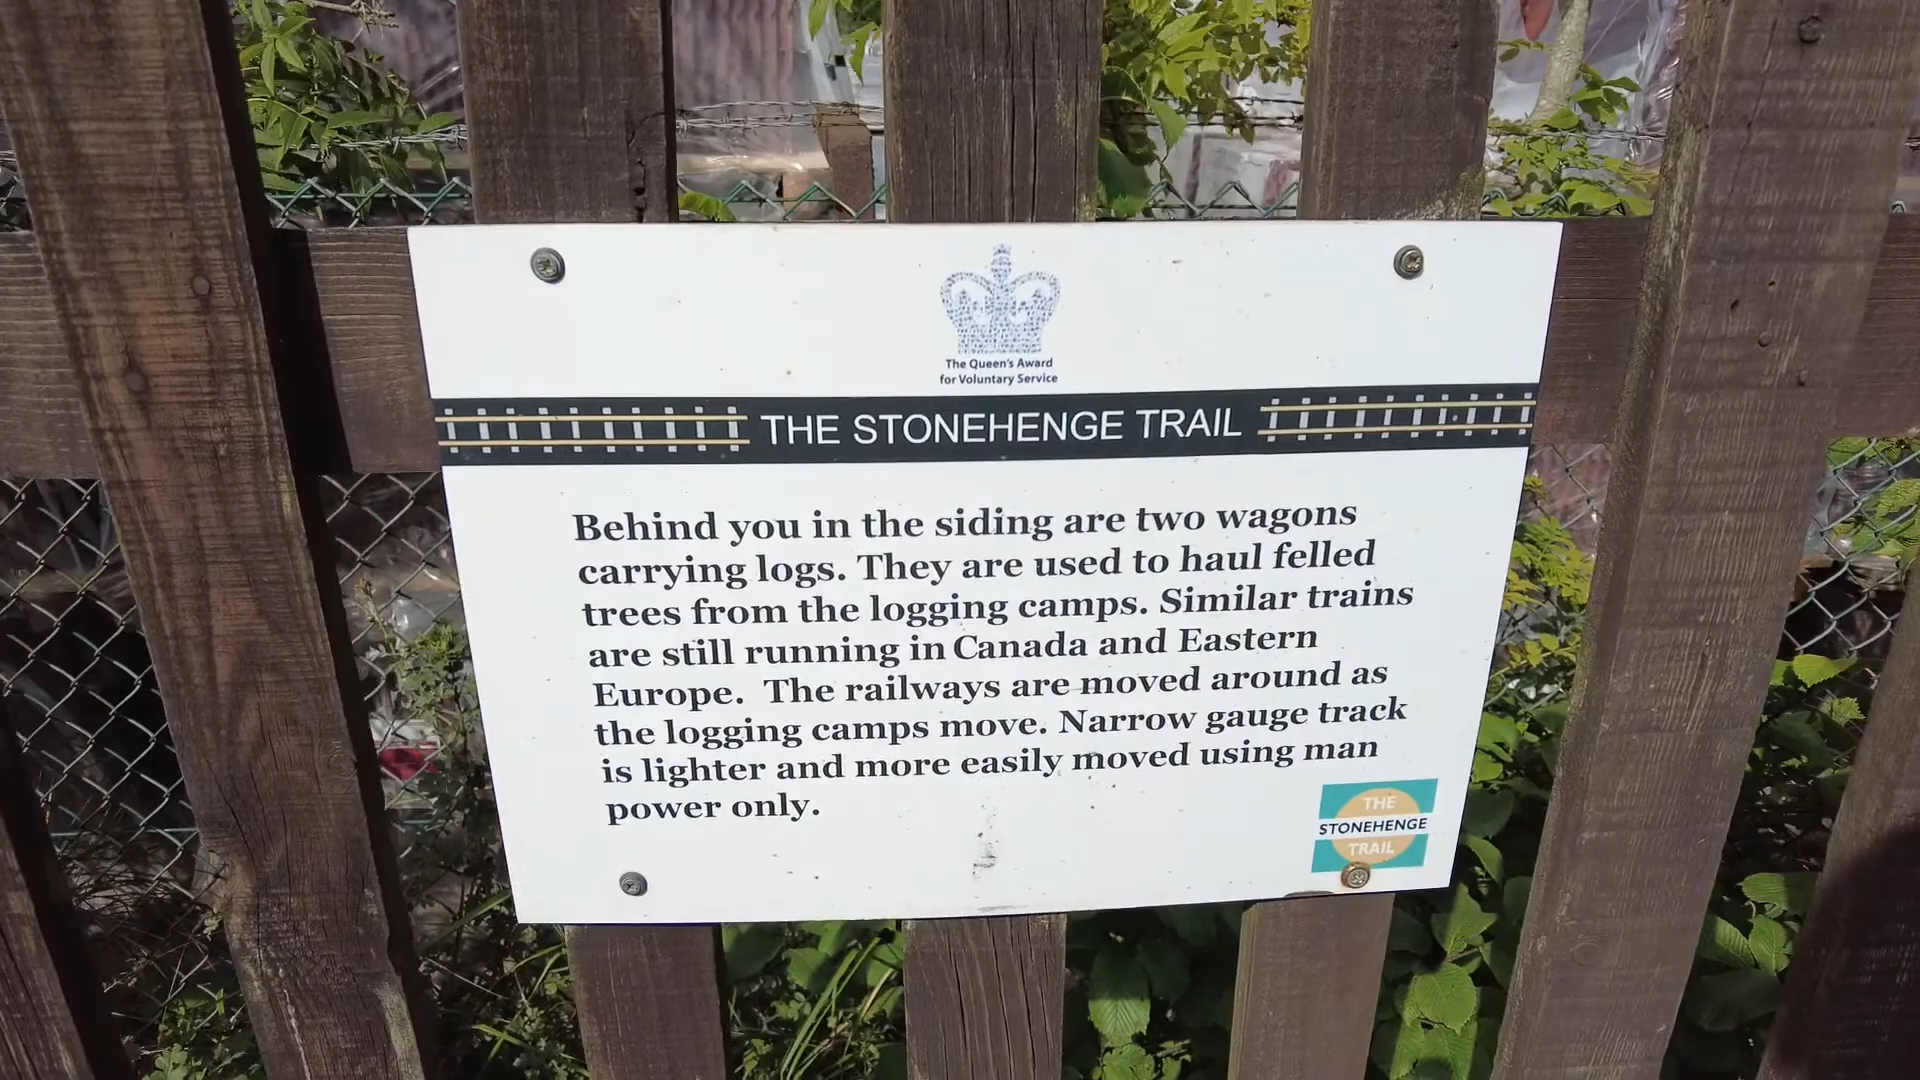 The Queen's Award
for Voluntary Service
THE STONEHENGE TRAIL
Behind you in the siding are two wagons
carrying logs. They are used to haul felled
trees from the logging camps. Similar trains
are still running in Canada and Eastern
Europe.  The railways are moved around as
the logging camps move. Narrow gauge track
is lighter and more easily moved using man
power only.
THE
STONEHENGE
TRAIL